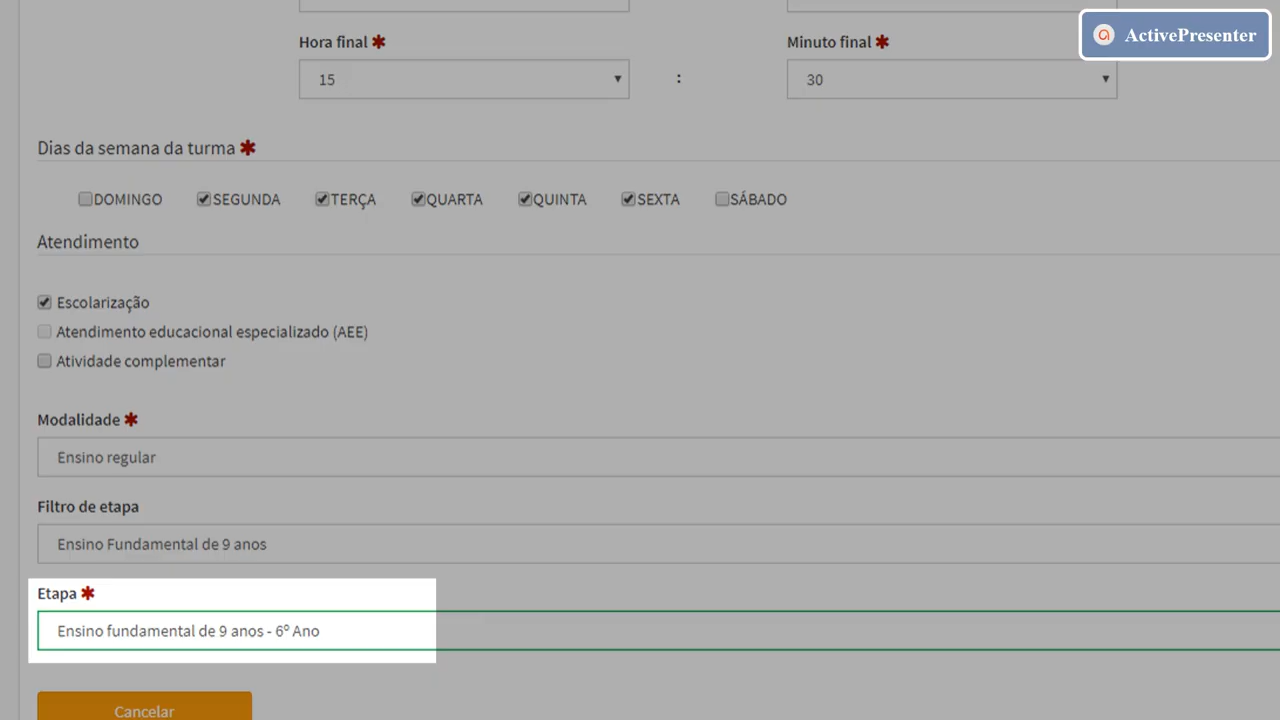 ActivePresenter
Hora final ✱ Minuto final ✱
15 : 30
Dias da semana da turma ✱
DOMINGO SEGUNDA TERÇA QUARTA QUINTA SEXTA SÁBADO
Atendimento
Escolarização
Atendimento educacional especializado (AEE)
Atividade complementar
Modalidade ✱
Ensino regular
Filtro de etapa
Ensino Fundamental de 9 anos
Etapa ✱
Ensino fundamental de 9 anos - 6º Ano
Cancelar